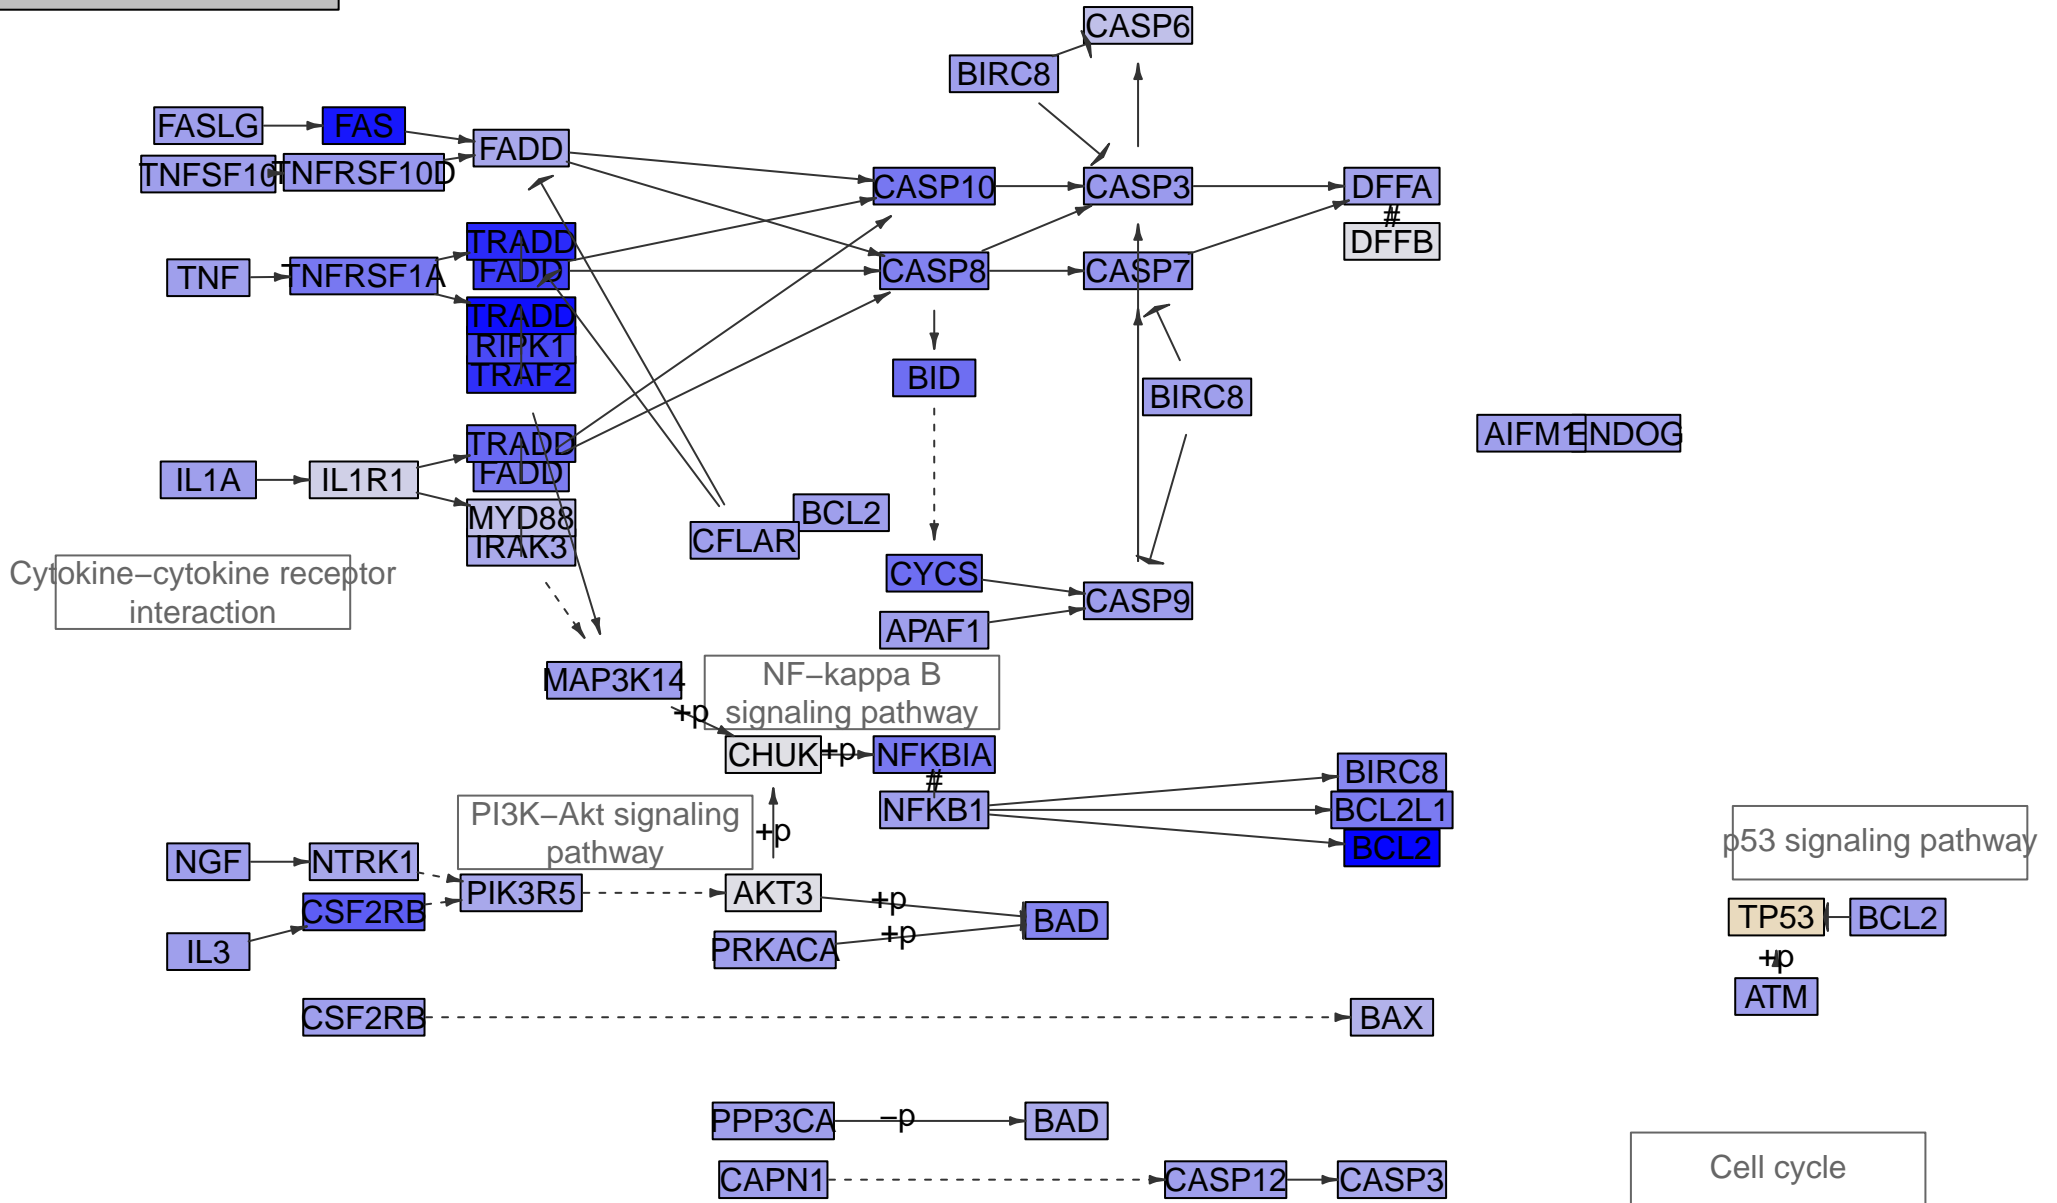 CASP6
BIRC8
FASLG
FAS
FADD
TNFSF10
TNFRSF10D
CASP10
CASP3
DFFA
#
DFFB
TRADD
FADD
TNF
TNFRSF1A
CASP8
CASP7
TRADD
RIPK1
TRAF2
BID
BIRC8
TRADD
FADD
AIFM1
ENDOG
IL1A
IL1R1
MYD88
IRAK3
BCL2
CFLAR
Cytokine–cytokine receptor
interaction
CYCS
CASP9
APAF1
MAP3K14
NF–kappa B
signaling pathway
+p
CHUK
+p
NFKBIA
#
NFKB1
BIRC8
BCL2L1
BCL2
PI3K–Akt signaling
pathway
+p
p53 signaling pathway
NGF
NTRK1
CSF2RB
PIK3R5
AKT3
+p
BAD
TP53
BCL2
IL3
PRKACA
+p
+p
ATM
CSF2RB
BAX
PPP3CA
–p
BAD
Cell cycle
CAPN1
CASP12
CASP3